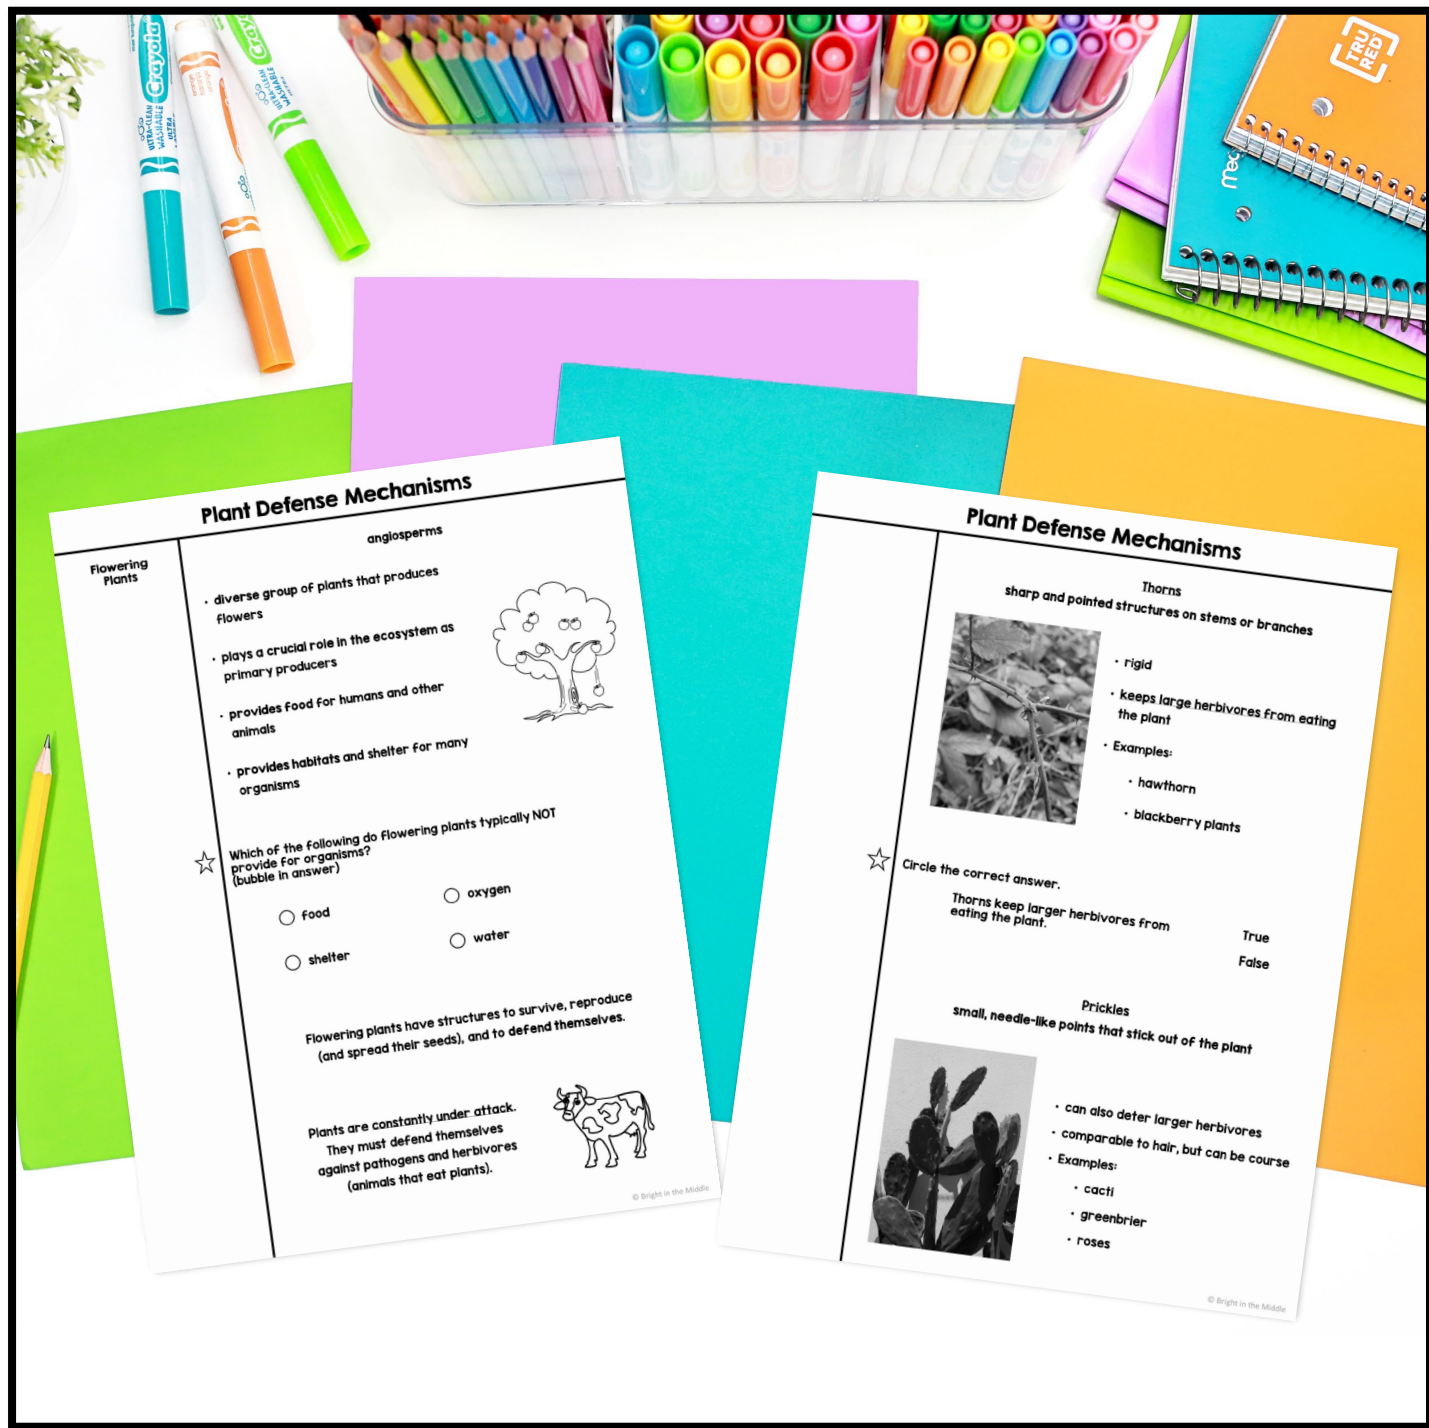 Crayola
ULTRA-CLEAN
WASHABLE
ULTRA
Crayola
ULTRA-CLEAN
WASHABLE
TRU
RED
Plant Defense Mechanisms
Flowering
Plants
angiosperms
• diverse group of plants that produces
flowers
• plays a crucial role in the ecosystem as
primary producers
• provides food for humans and other
animals
• provides habitats and shelter for many
organisms
☆ Which of the following do flowering plants typically NOT
provide for organisms?
(bubble in answer)
food
oxygen
shelter
water
Flowering plants have structures to survive, reproduce
(and spread their seeds), and to defend themselves.
Plants are constantly under attack.
They must defend themselves
against pathogens and herbivores
(animals that eat plants).
© Bright in the Middle
Plant Defense Mechanisms
Thorns
sharp and pointed structures on stems or branches
• rigid
• keeps large herbivores from eating
the plant
• Examples:
• hawthorn
• blackberry plants
☆ Circle the correct answer.
Thorns keep larger herbivores from
eating the plant.
True
False
Prickles
small, needle-like points that stick out of the plant
• can also deter larger herbivores
• comparable to hair, but can be course
• Examples:
• cacti
• greenbrier
• roses
© Bright in the Middle